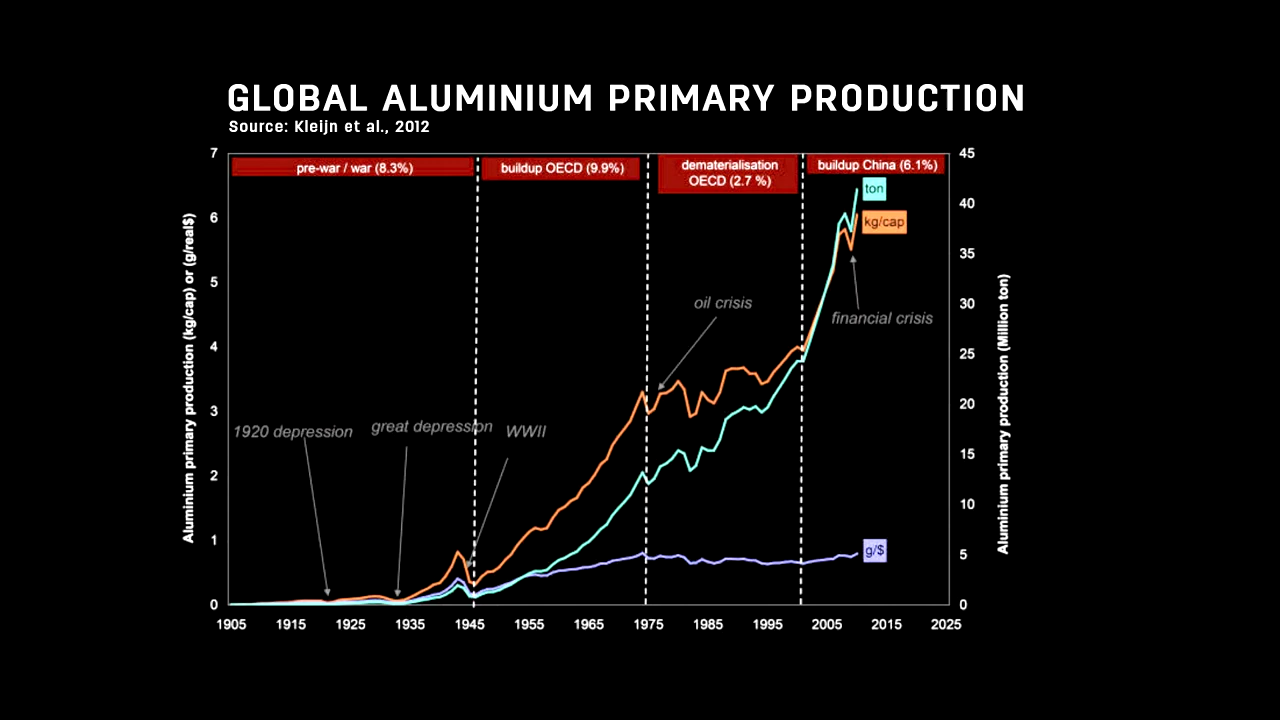 GLOBAL ALUMINIUM PRIMARY PRODUCTION
Source: Kleijn et al., 2012
7
6
5
4
3
2
1
0
Aluminium primary production (kg/cap) or (g/real$)
pre-war / war (8.3%)
buildup OECD (9.9%)
dematerialisation
OECD (2.7 %)
buildup China (6.1%)
ton
kg/cap
g/$
1920 depression
great depression
WWII
oil crisis
financial crisis
45
40
35
30
25
20
15
10
5
0
Aluminium primary production (Million ton)
1905 1915 1925 1935 1945 1955 1965 1975 1985 1995 2005 2015 2025